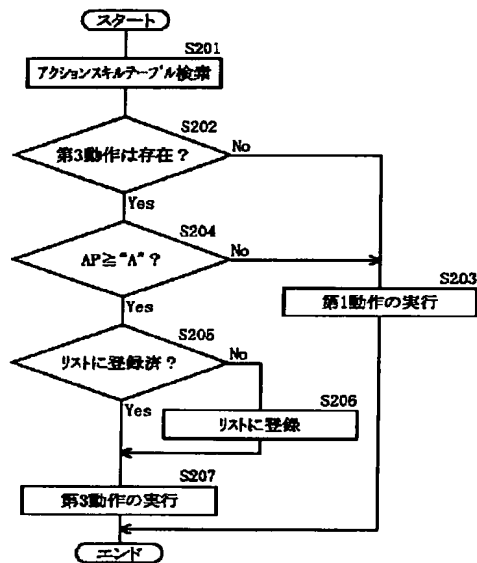 スタート
S201
アクションスキルテーブル検索
S202
第3動作は存在?
No
Yes
S204
AP≧"A"?
No
Yes
S203
第1動作の実行
S205
リストに登録済?
No
Yes
S206
リストに登録
S207
第3動作の実行
エンド